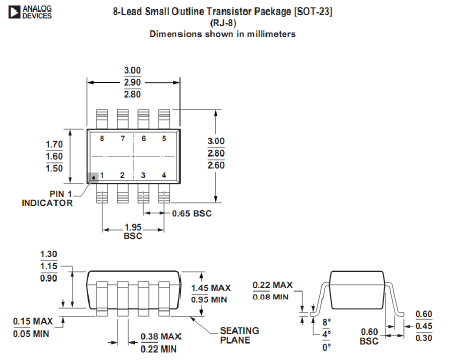 ANALOG
DEVICES
8-Lead Small Outline Transistor Package [SOT-23]
(RJ-8)
Dimensions shown in millimeters
3.00
2.90
2.80
8 7 6 5
1 2 3 4
1.70
1.60
1.50
3.00
2.80
2.60
PIN 1
INDICATOR
0.65 BSC
1.95
BSC
1.30
1.15
0.90
1.45 MAX
0.95 MIN
0.22 MAX
0.08 MIN
0.15 MAX
0.05 MIN
0.38 MAX
0.22 MIN
SEATING
PLANE
8°
4°
0°
0.60
BSC
0.60
0.45
0.30